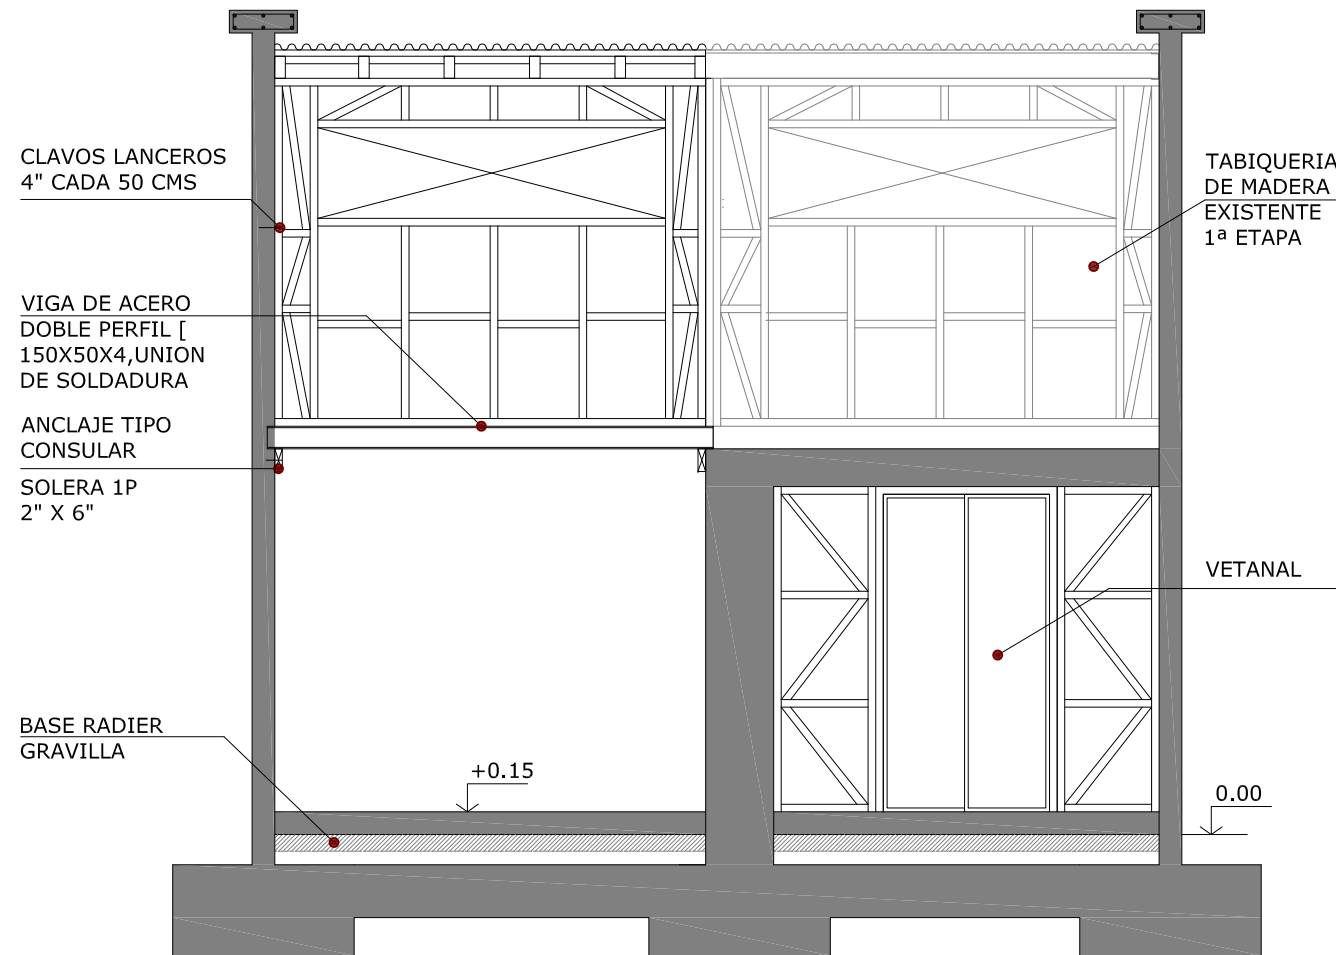 CLAVOS LANCEROS
4" CADA 50 CMS
VIGA DE ACERO
DOBLE PERFIL [
150X50X4,UNION
DE SOLDADURA
ANCLAJE TIPO
CONSULAR
SOLERA 1P
2" X 6"
BASE RADIER
GRAVILLA
+0.15
TABIQUERIA
DE MADERA
EXISTENTE
1ª ETAPA
VETANAL
0.00